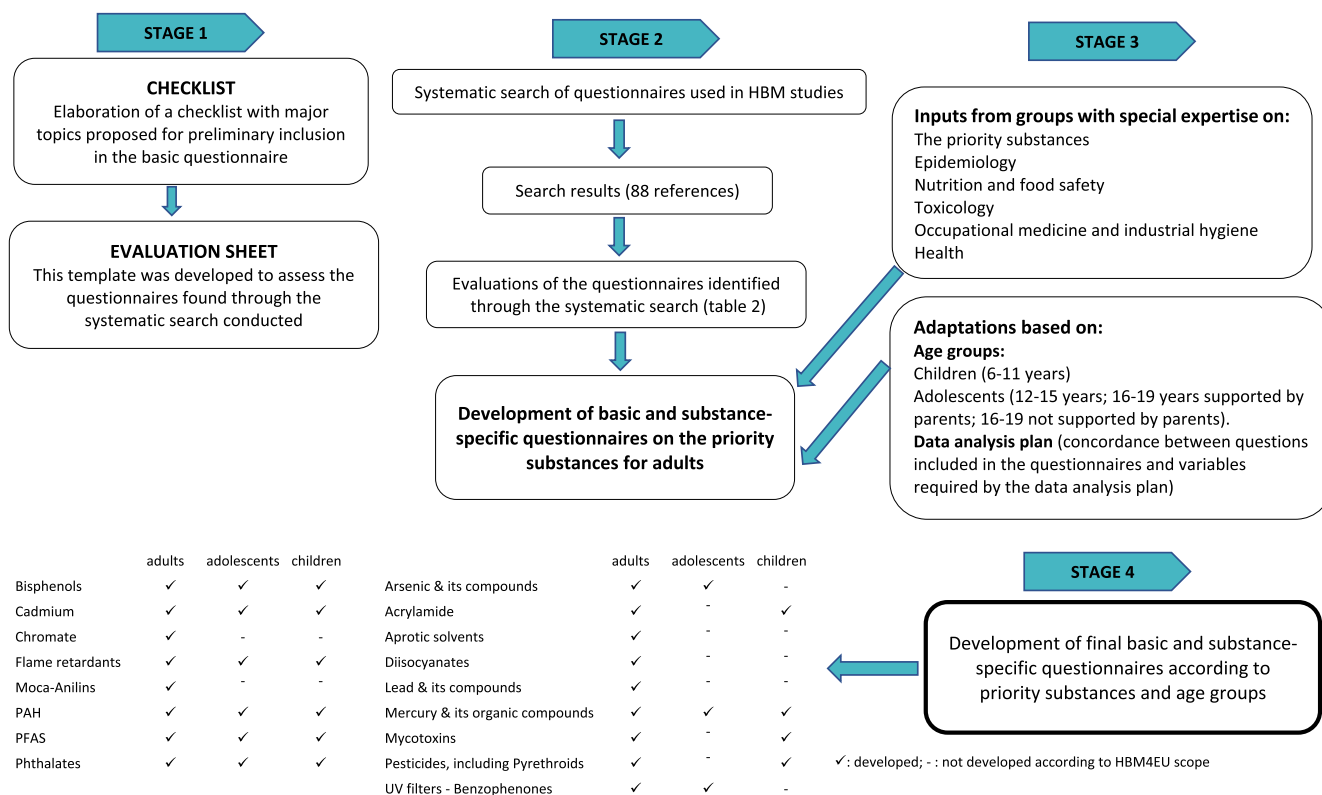 STAGE 1
CHECKLIST
Elaboration of a checklist with major
topics proposed for preliminary inclusion
in the basic questionnaire
EVALUATION SHEET
This template was developed to assess the
questionnaires found through the
systematic search conducted
STAGE 2
Systematic search of questionnaires used in HBM studies
Search results (88 references)
Evaluations of the questionnaires identified
through the systematic search (table 2)
Development of basic and substance-
specific questionnaires on the priority
substances for adults
STAGE 3
Inputs from groups with special expertise on:
The priority substances
Epidemiology
Nutrition and food safety
Toxicology
Occupational medicine and industrial hygiene
Health
Adaptations based on:
Age groups:
Children (6-11 years)
Adolescents (12-15 years; 16-19 years supported by
parents; 16-19 not supported by parents).
Data analysis plan (concordance between questions
included in the questionnaires and variables
required by the data analysis plan)
STAGE 4
Development of final basic and substance-
specific questionnaires according to
priority substances and age groups
adults adolescents children
Bisphenols ✓ ✓ ✓
Cadmium ✓ ✓ ✓
Chromate ✓ - -
Flame retardants ✓ ✓ ✓
Moca-Anilins ✓ - -
PAH ✓ ✓ ✓
PFAS ✓ ✓ ✓
Phthalates ✓ ✓ ✓
adults adolescents children
Arsenic & its compounds ✓ ✓ -
Acrylamide ✓ - ✓
Aprotic solvents ✓ - -
Diisocyanates ✓ - -
Lead & its compounds ✓ - -
Mercury & its organic compounds ✓ ✓ ✓
Mycotoxins ✓ - ✓
Pesticides, including Pyrethroids ✓ - ✓
UV filters - Benzophenones ✓ ✓ -
✓: developed; - : not developed according to HBM4EU scope